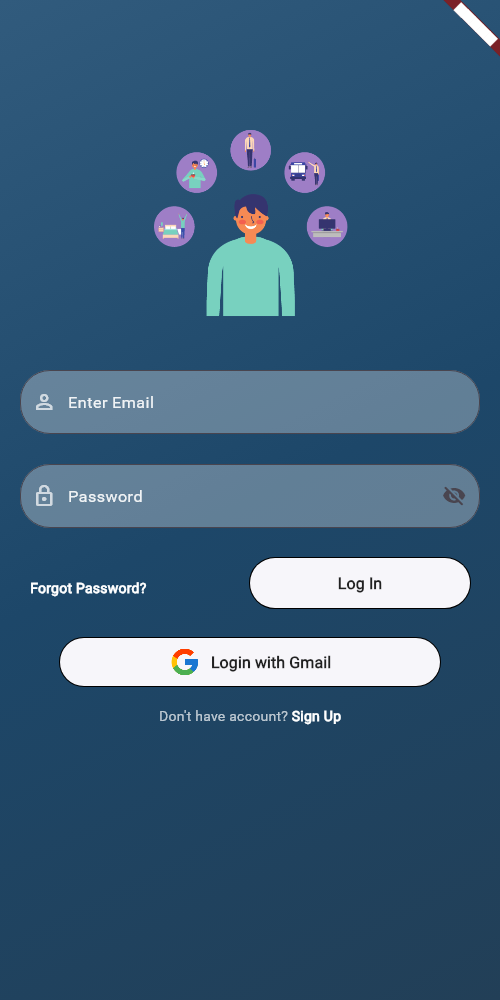 Enter Email
Password
Forgot Password?
Log In
Login with Gmail
Don't have account? Sign Up